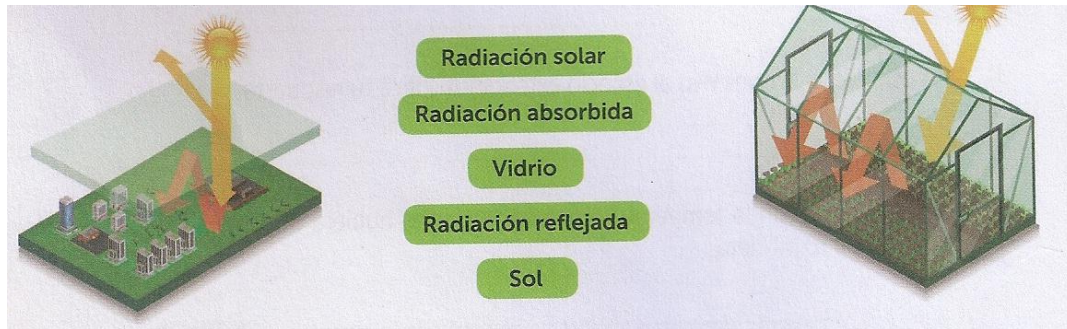 Radiación solar
Radiación absorbida
Vidrio
Radiación reflejada
Sol